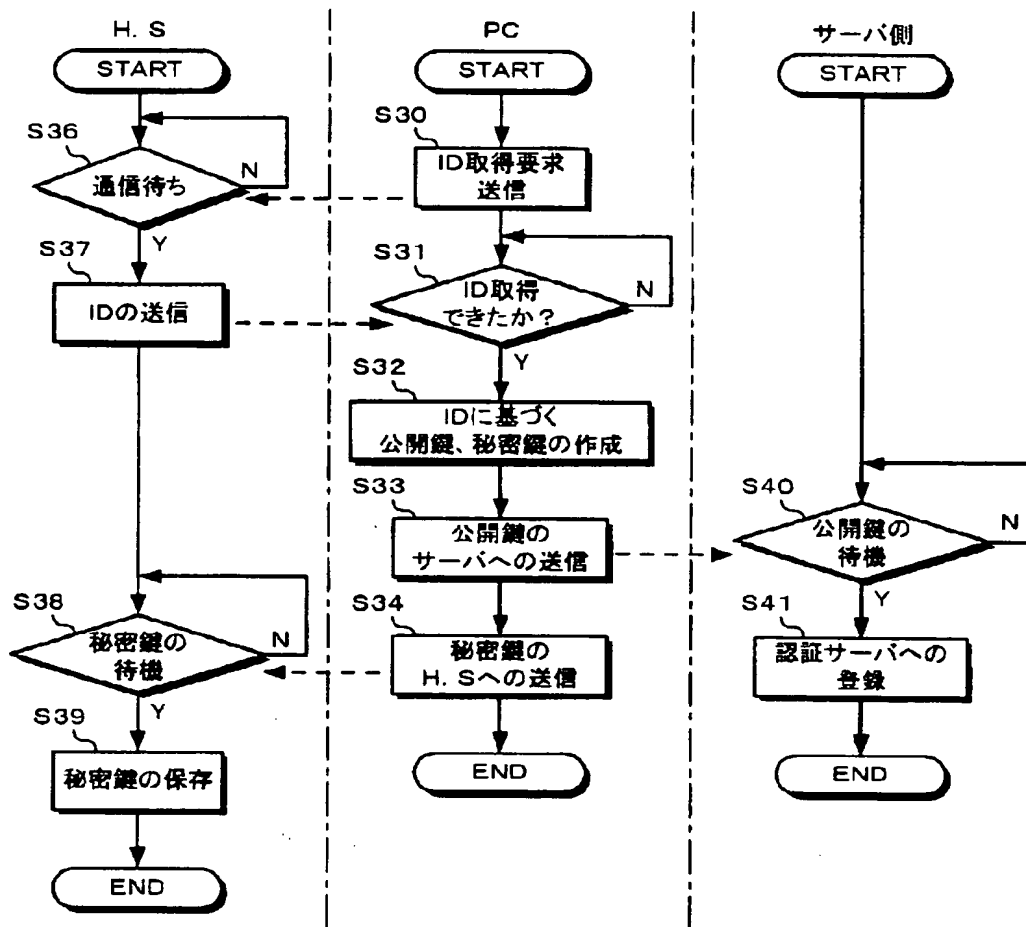 H. S
START
S36
通信待ち
N
Y
S37
IDの送信
S38
秘密鍵の
待機
N
Y
S39
秘密鍵の保存
END
PC
START
S30
ID取得要求
送信
S31
ID取得
できたか？
N
Y
S32
IDに基づく
公開鍵、秘密鍵の作成
S33
公開鍵の
サーバへの送信
S34
秘密鍵の
H. Sへの送信
END
サーバ側
START
S40
公開鍵の
待機
N
Y
S41
認証サーバへの
登録
END